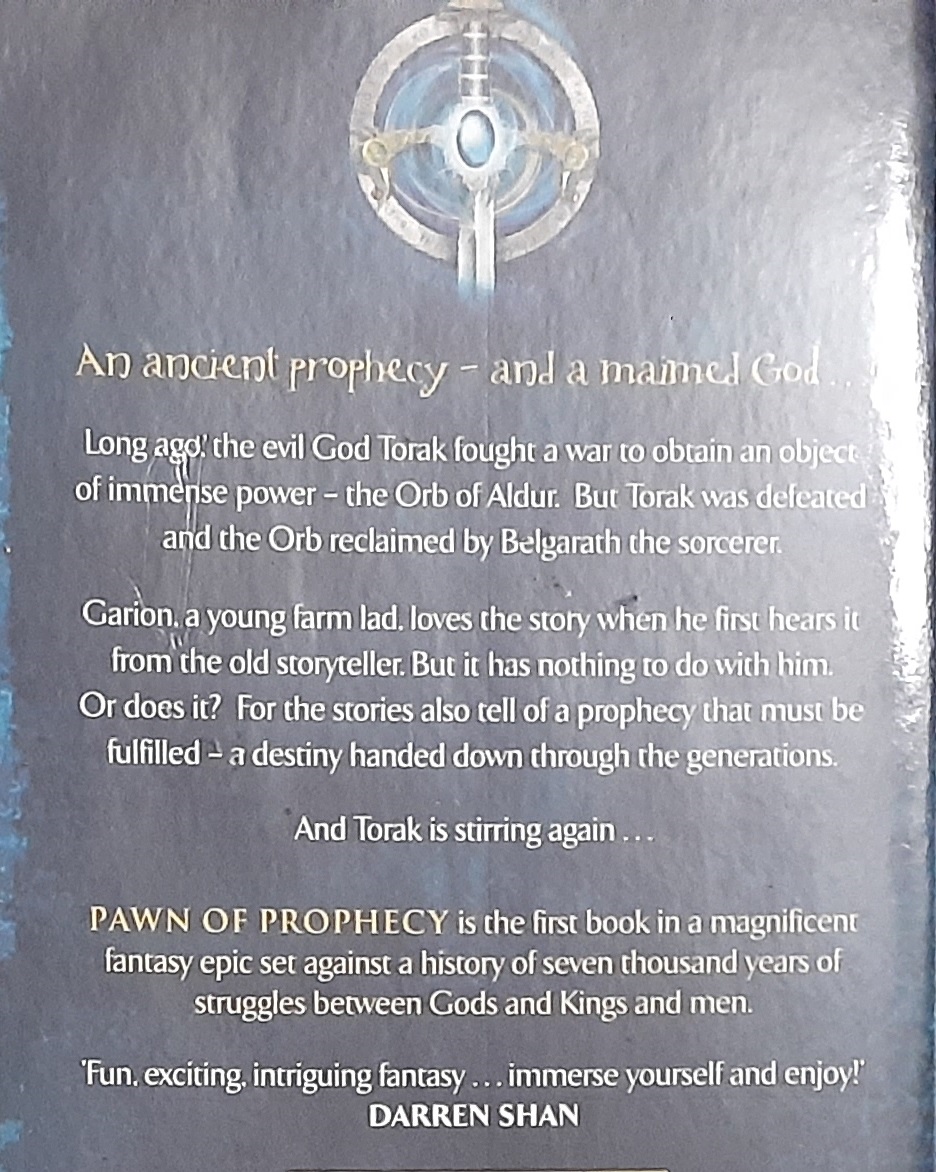 An ancient prophecy – and a maimed God...
Long ago, the evil God Torak fought a war to obtain an object
of immense power – the Orb of Aldur. But Torak was defeated
and the Orb reclaimed by Belgarath the sorcerer.
Garion, a young farm lad, loves the story when he first hears it
from the old storyteller. But it has nothing to do with him.
Or does it? For the stories also tell of a prophecy that must be
fulfilled – a destiny handed down through the generations.
And Torak is stirring again...
PAWN OF PROPHECY is the first book in a magnificent
fantasy epic set against a history of seven thousand years of
struggles between Gods and Kings and men.
'Fun, exciting, intriguing fantasy... immerse yourself and enjoy!'
DARREN SHAN